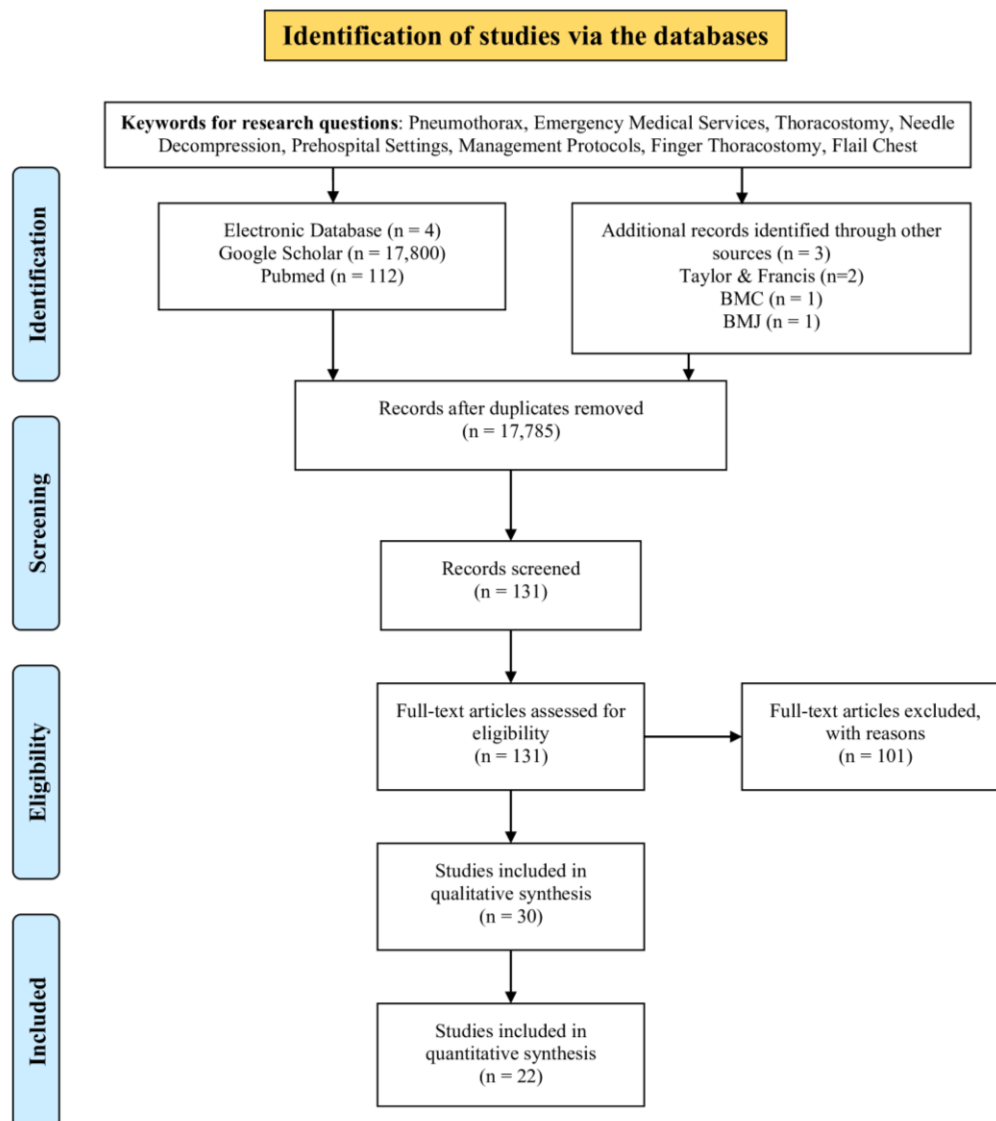 Identification of studies via the databases
Keywords for research questions: Pneumothorax, Emergency Medical Services, Thoracostomy, Needle
Decompression, Prehospital Settings, Management Protocols, Finger Thoracostomy, Flail Chest
Identification
Electronic Database (n = 4)
Google Scholar (n = 17,800)
Pubmed (n = 112)
Additional records identified through other
sources (n = 3)
Taylor & Francis (n=2)
BMC (n = 1)
BMJ (n = 1)
Records after duplicates removed
(n = 17,785)
Screening
Records screened
(n = 131)
Eligibility
Full-text articles assessed for
eligibility
(n = 131)
Full-text articles excluded,
with reasons
(n = 101)
Studies included in
qualitative synthesis
(n = 30)
Included
Studies included in
quantitative synthesis
(n = 22)